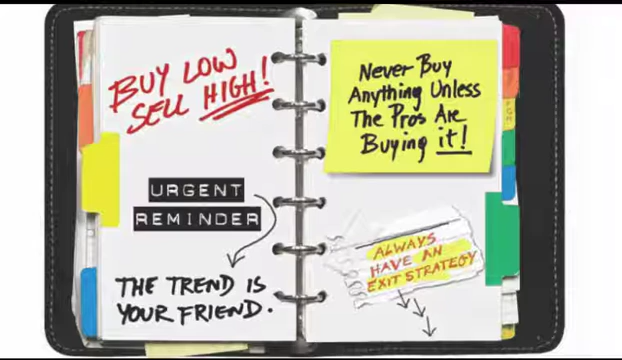 BUY LOW
SELL HIGH!
URGENT
REMINDER
THE TREND IS
YOUR FRIEND.
Never Buy
Anything Unless
The Pros Are
Buying it!
ALWAYS
HAVE AN
EXIT STRATEGY